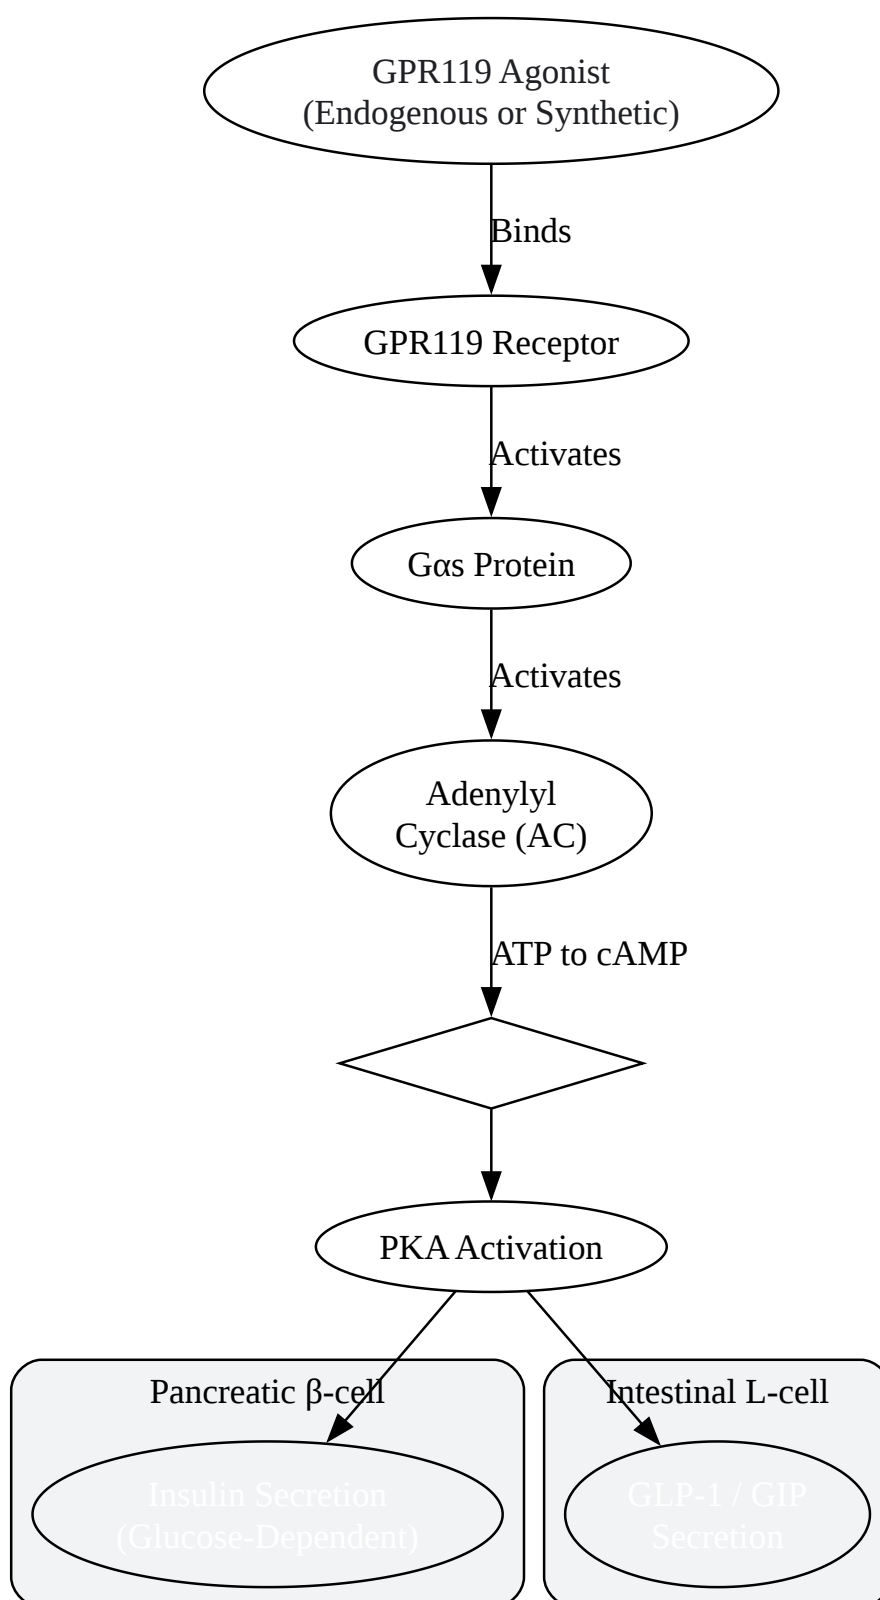 GPR119 Agonist
(Endogenous or Synthetic)
Binds
GPR119 Receptor
Activates
Gαs Protein
Activates
Adenylyl
Cyclase (AC)
ATP to cAMP
PKA Activation
Pancreatic β-cell
Intestinal L-cell
Insulin Secretion
(Glucose-Dependent)
GLP-1 / GIP
Secretion